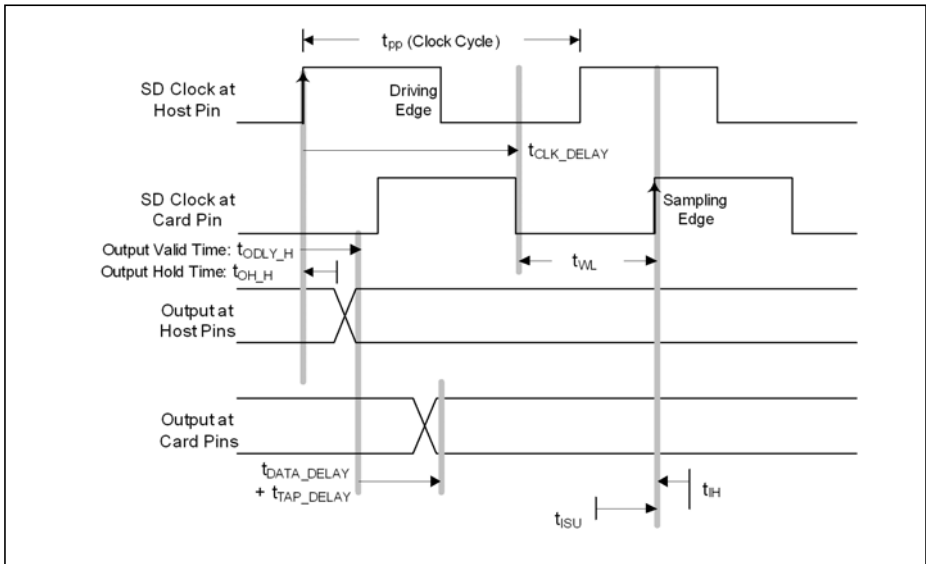 tpp (Clock Cycle)
SD Clock at
Host Pin
Driving
Edge
tCLK_DELAY
SD Clock at
Card Pin
Sampling
Edge
Output Valid Time: tODLY_H
Output Hold Time: tOH_H
tWL
Output at
Host Pins
Output at
Card Pins
tDATA_DELAY
+ tTAP_DELAY
tIH
tISU